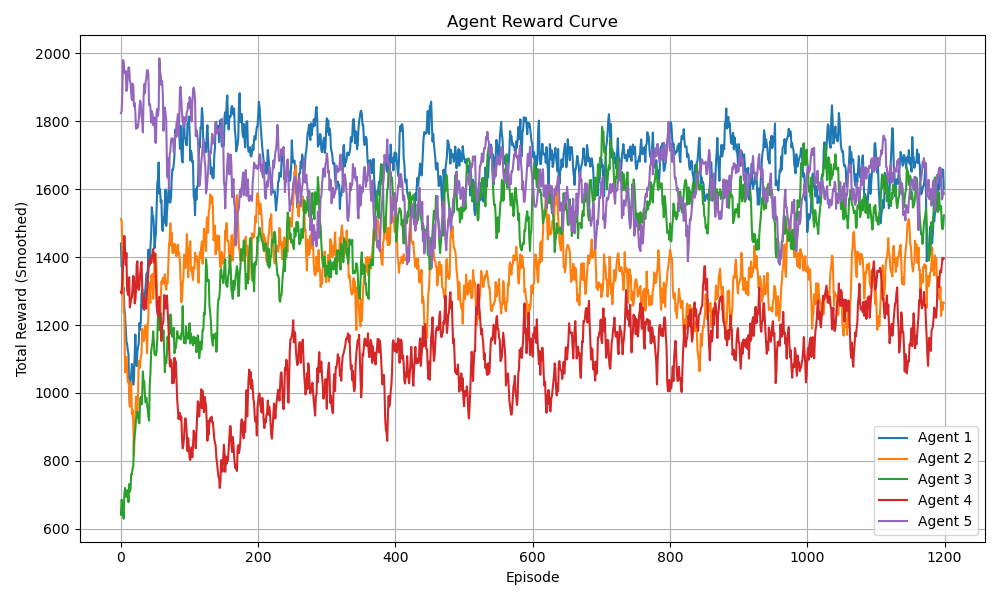 Agent Reward Curve
Total Reward (Smoothed)
2000
1800
1600
1400
1200
1000
800
600
0
200
400
600
800
1000
1200
Episode
Agent 1
Agent 2
Agent 3
Agent 4
Agent 5